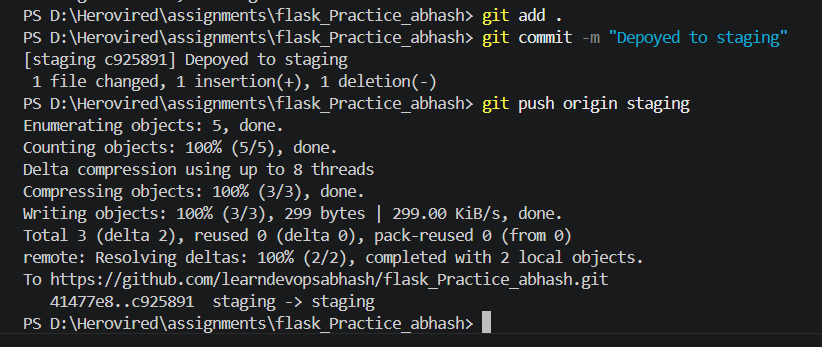 PS D:\Herovired\assignments\flask_Practice_abhash> git add .
PS D:\Herovired\assignments\flask_Practice_abhash> git commit -m "Depoyed to staging"
[staging c925891] Depoyed to staging
 1 file changed, 1 insertion(+), 1 deletion(-)
PS D:\Herovired\assignments\flask_Practice_abhash> git push origin staging
Enumerating objects: 5, done.
Counting objects: 100% (5/5), done.
Delta compression using up to 8 threads
Compressing objects: 100% (3/3), done.
Writing objects: 100% (3/3), 299 bytes | 299.00 KiB/s, done.
Total 3 (delta 2), reused 0 (delta 0), pack-reused 0 (from 0)
remote: Resolving deltas: 100% (2/2), completed with 2 local objects.
To https://github.com/learndevopsabhash/flask_Practice_abhash.git
   41477e8..c925891  staging -> staging
PS D:\Herovired\assignments\flask_Practice_abhash>